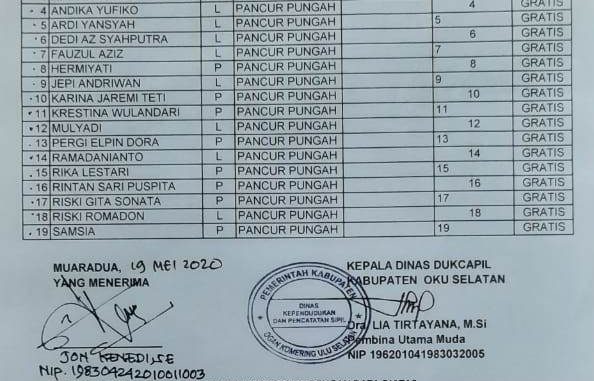 4 ANDIKA YUFIKO L PANCUR PUNGAH 4 GRATIS
5 ARDI YANSYAH L PANCUR PUNGAH 5 GRATIS
6 DEDI AZ SYAHPUTRA L PANCUR PUNGAH 6 GRATIS
7 FAUZUL AZIZ L PANCUR PUNGAH 7 GRATIS
8 HERMIYATI P PANCUR PUNGAH 8 GRATIS
9 JEPI ANDRIWAN L PANCUR PUNGAH 9 GRATIS
10 KARINA JAREMI TETI P PANCUR PUNGAH 10 GRATIS
11 KRESTINA WULANDARI P PANCUR PUNGAH 11 GRATIS
12 MULYADI L PANCUR PUNGAH 12 GRATIS
13 PERGI ELPIN DORA P PANCUR PUNGAH 13 GRATIS
14 RAMADANIANTO L PANCUR PUNGAH 14 GRATIS
15 RIKA LESTARI P PANCUR PUNGAH 15 GRATIS
16 RINTAN SARI PUSPITA P PANCUR PUNGAH 16 GRATIS
17 RISKI GITA SONATA P PANCUR PUNGAH 17 GRATIS
18 RISKI ROMADON L PANCUR PUNGAH 18 GRATIS
19 SAMSIA P PANCUR PUNGAH 19 GRATIS
MUARADUA, 19 MEI 2020
YANG MENERIMA
JON
NIP. 198304242010011003
PEMERINTAH KABUPATEN
DINAS
KEPENDUDUKAN
DAN PENCATATAN SIPIL
OGAN KOMERING ULU SELATAN
KEPALA DINAS DUKCAPIL
KABUPATEN OKU SELATAN
Dra. LIA TIRTAYANA, M.Si
Pembina Utama Muda
NIP 196201041983032005